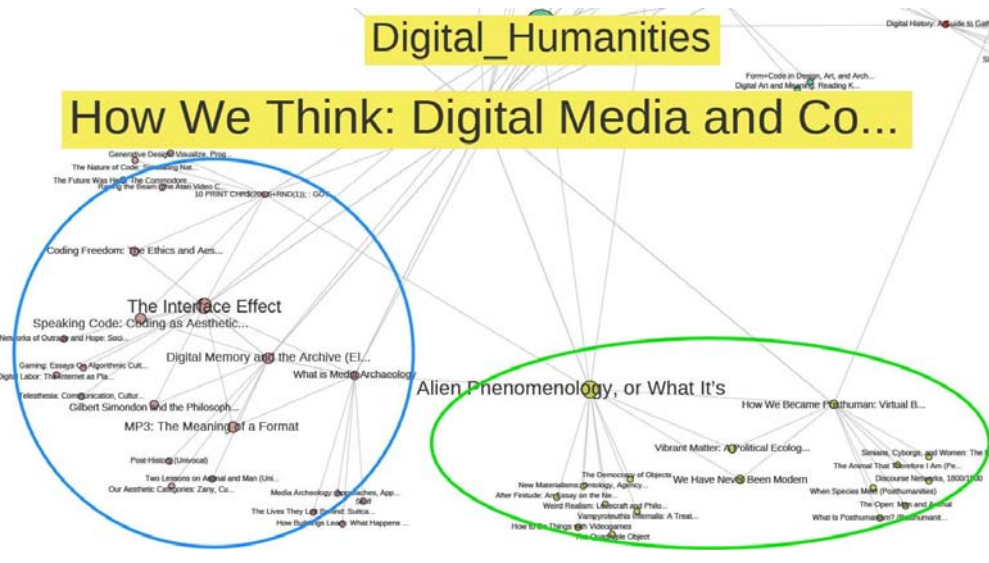 Digital_Humanities
Digital History: A Guide to Gath
Form+Code in Design, Art, and Arch...
Digital Art and Meaning: Reading K...
How We Think: Digital Media and Co...
Generative Design: Visualize, Prog...
The Nature of Code: Simulating Nat...
The Future Was Here: The Commodore...
Racing the Beam: The Atari Video C...
10 PRINT CHR$(205.5+RND(1)); : GOT...
Coding Freedom: The Ethics and Aes...
The Interface Effect
Speaking Code: Coding as Aesthetic...
Networks of Outrage and Hope: Soci...
Digital Memory and the Archive (El...
Gaming: Essays On Algorithmic Cult...
Digital Labor: The Internet as Pla...
What is Media Archaeology
Telesthesia: Communication, Cultur...
Gilbert Simondon and the Philosoph...
MP3: The Meaning of a Format
Post-History (Univocal)
Two Lessons on Animal and Man (Uni...
Our Aesthetic Categories: Zany, Cu...
Media Archeology: Approaches, App...
Stuff
The Lives They Left Behind: Suitca...
How Buildings Learn: What Happens ...
Alien Phenomenology, or What It's
How We Became Posthuman: Virtual B...
Vibrant Matter: A Political Ecolog...
Simians, Cyborgs, and Women: The
The Animal That Therefore I Am (Pe...
The Democracy of Objects
We Have Never Been Modern
Discourse Networks, 1800/1900
New Materialisms: Ontology, Agency...
When Species Meet (Posthumanities)
After Finitude: An Essay on the Ne...
Weird Realism: Lovecraft and Philo...
The Open: Man and Animal
Vampyroteuthis Infernalis: A Treat...
What Is Posthumanism? (Posthumanit...
How to Do Things with Videogames
The Quadruple Object